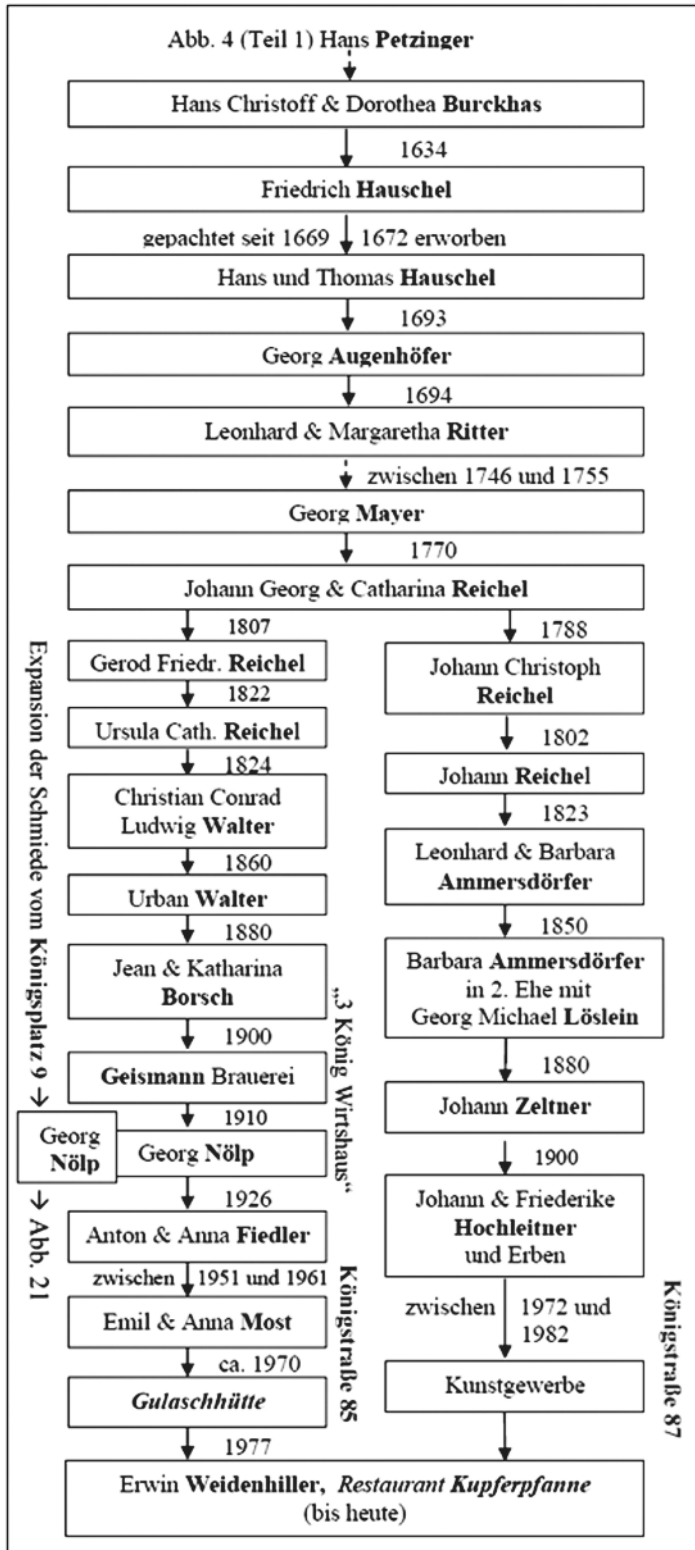 Abb. 4 (Teil 1) Hans Petzinger
Hans Christoff & Dorothea Burckhas
1634
Friedrich Hauschel
gepachtet seit 1669 1672 erworben
Hans und Thomas Hauschel
1693
Georg Augenhöfer
1694
Leonhard & Margaretha Ritter
zwischen 1746 und 1755
Georg Mayer
1770
Johann Georg & Catharina Reichel
1807
Gerod Friedr. Reichel
1822
Ursula Cath. Reichel
1824
Christian Conrad
Ludwig Walter
1860
Urban Walter
1880
Jean & Katharina
Borsch
1900
Geismann Brauerei
1910
Georg Nölp
1926
Anton & Anna Fiedler
zwischen 1951 und 1961
Emil & Anna Most
ca. 1970
Gulaschhütte
1977
Expansion der Schmiede vom Königsplatz 9 →
Georg
Nölp
→ Abb. 21
„3 König Wirtshaus“
Königstraße 85
1788
Johann Christoph
Reichel
1802
Johann Reichel
1823
Leonhard & Barbara
Ammersdörfer
1850
Barbara Ammersdörfer
in 2. Ehe mit
Georg Michael Löslein
1880
Johann Zeltner
1900
Johann & Friederike
Hochleitner
und Erben
zwischen 1972 und
1982
Kunstgewerbe
Königstraße 87
Erwin Weidenhiller, Restaurant Kupferpfanne
(bis heute)